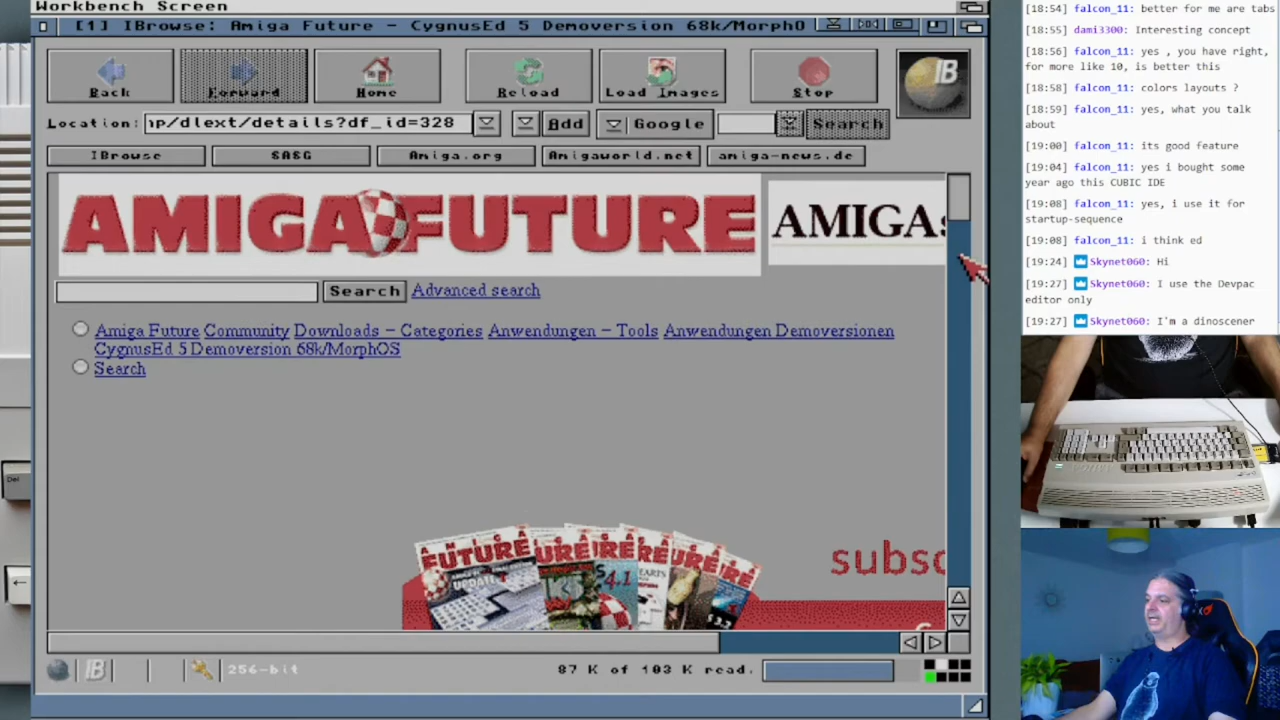 Workbench Screen
[1] IBrowse: Amiga Future – CygnusEd 5 Demoversion 68k/MorphO
Back
Forward
Home
Reload
Load Images
Stop
IB
Location:
np/dlext/details?df_id=328
Add
Google
Search
IBrowse
SASG
Amiga.org
Amigaworld.net
amiga-news.de
AMIGA FUTURE
AMIGA
Search
Advanced search
Amiga Future Community Downloads – Categories Anwendungen – Tools Anwendungen Demoversionen
CygnusEd 5 Demoversion 68k/MorphOS
Search
FUTURE
subsc
IB
256-bit
87 K of 103 K read.
Del
[18:54] falcon_11: better for me are tabs
[18:55] dami3300: Interesting concept
[18:56] falcon_11: yes , you have right,
for more like 10, is better this
[18:58] falcon_11: colors layouts ?
[18:59] falcon_11: yes, what you talk
about
[19:00] falcon_11: its good feature
[19:04] falcon_11: yes i bought some
year ago this CUBIC IDE
[19:08] falcon_11: yes, i use it for
startup-sequence
[19:08] falcon_11: i think ed
[19:24] Skynet060: Hi
[19:27] Skynet060: I use the Devpac
editor only
[19:27] Skynet060: I'm a dinoscener